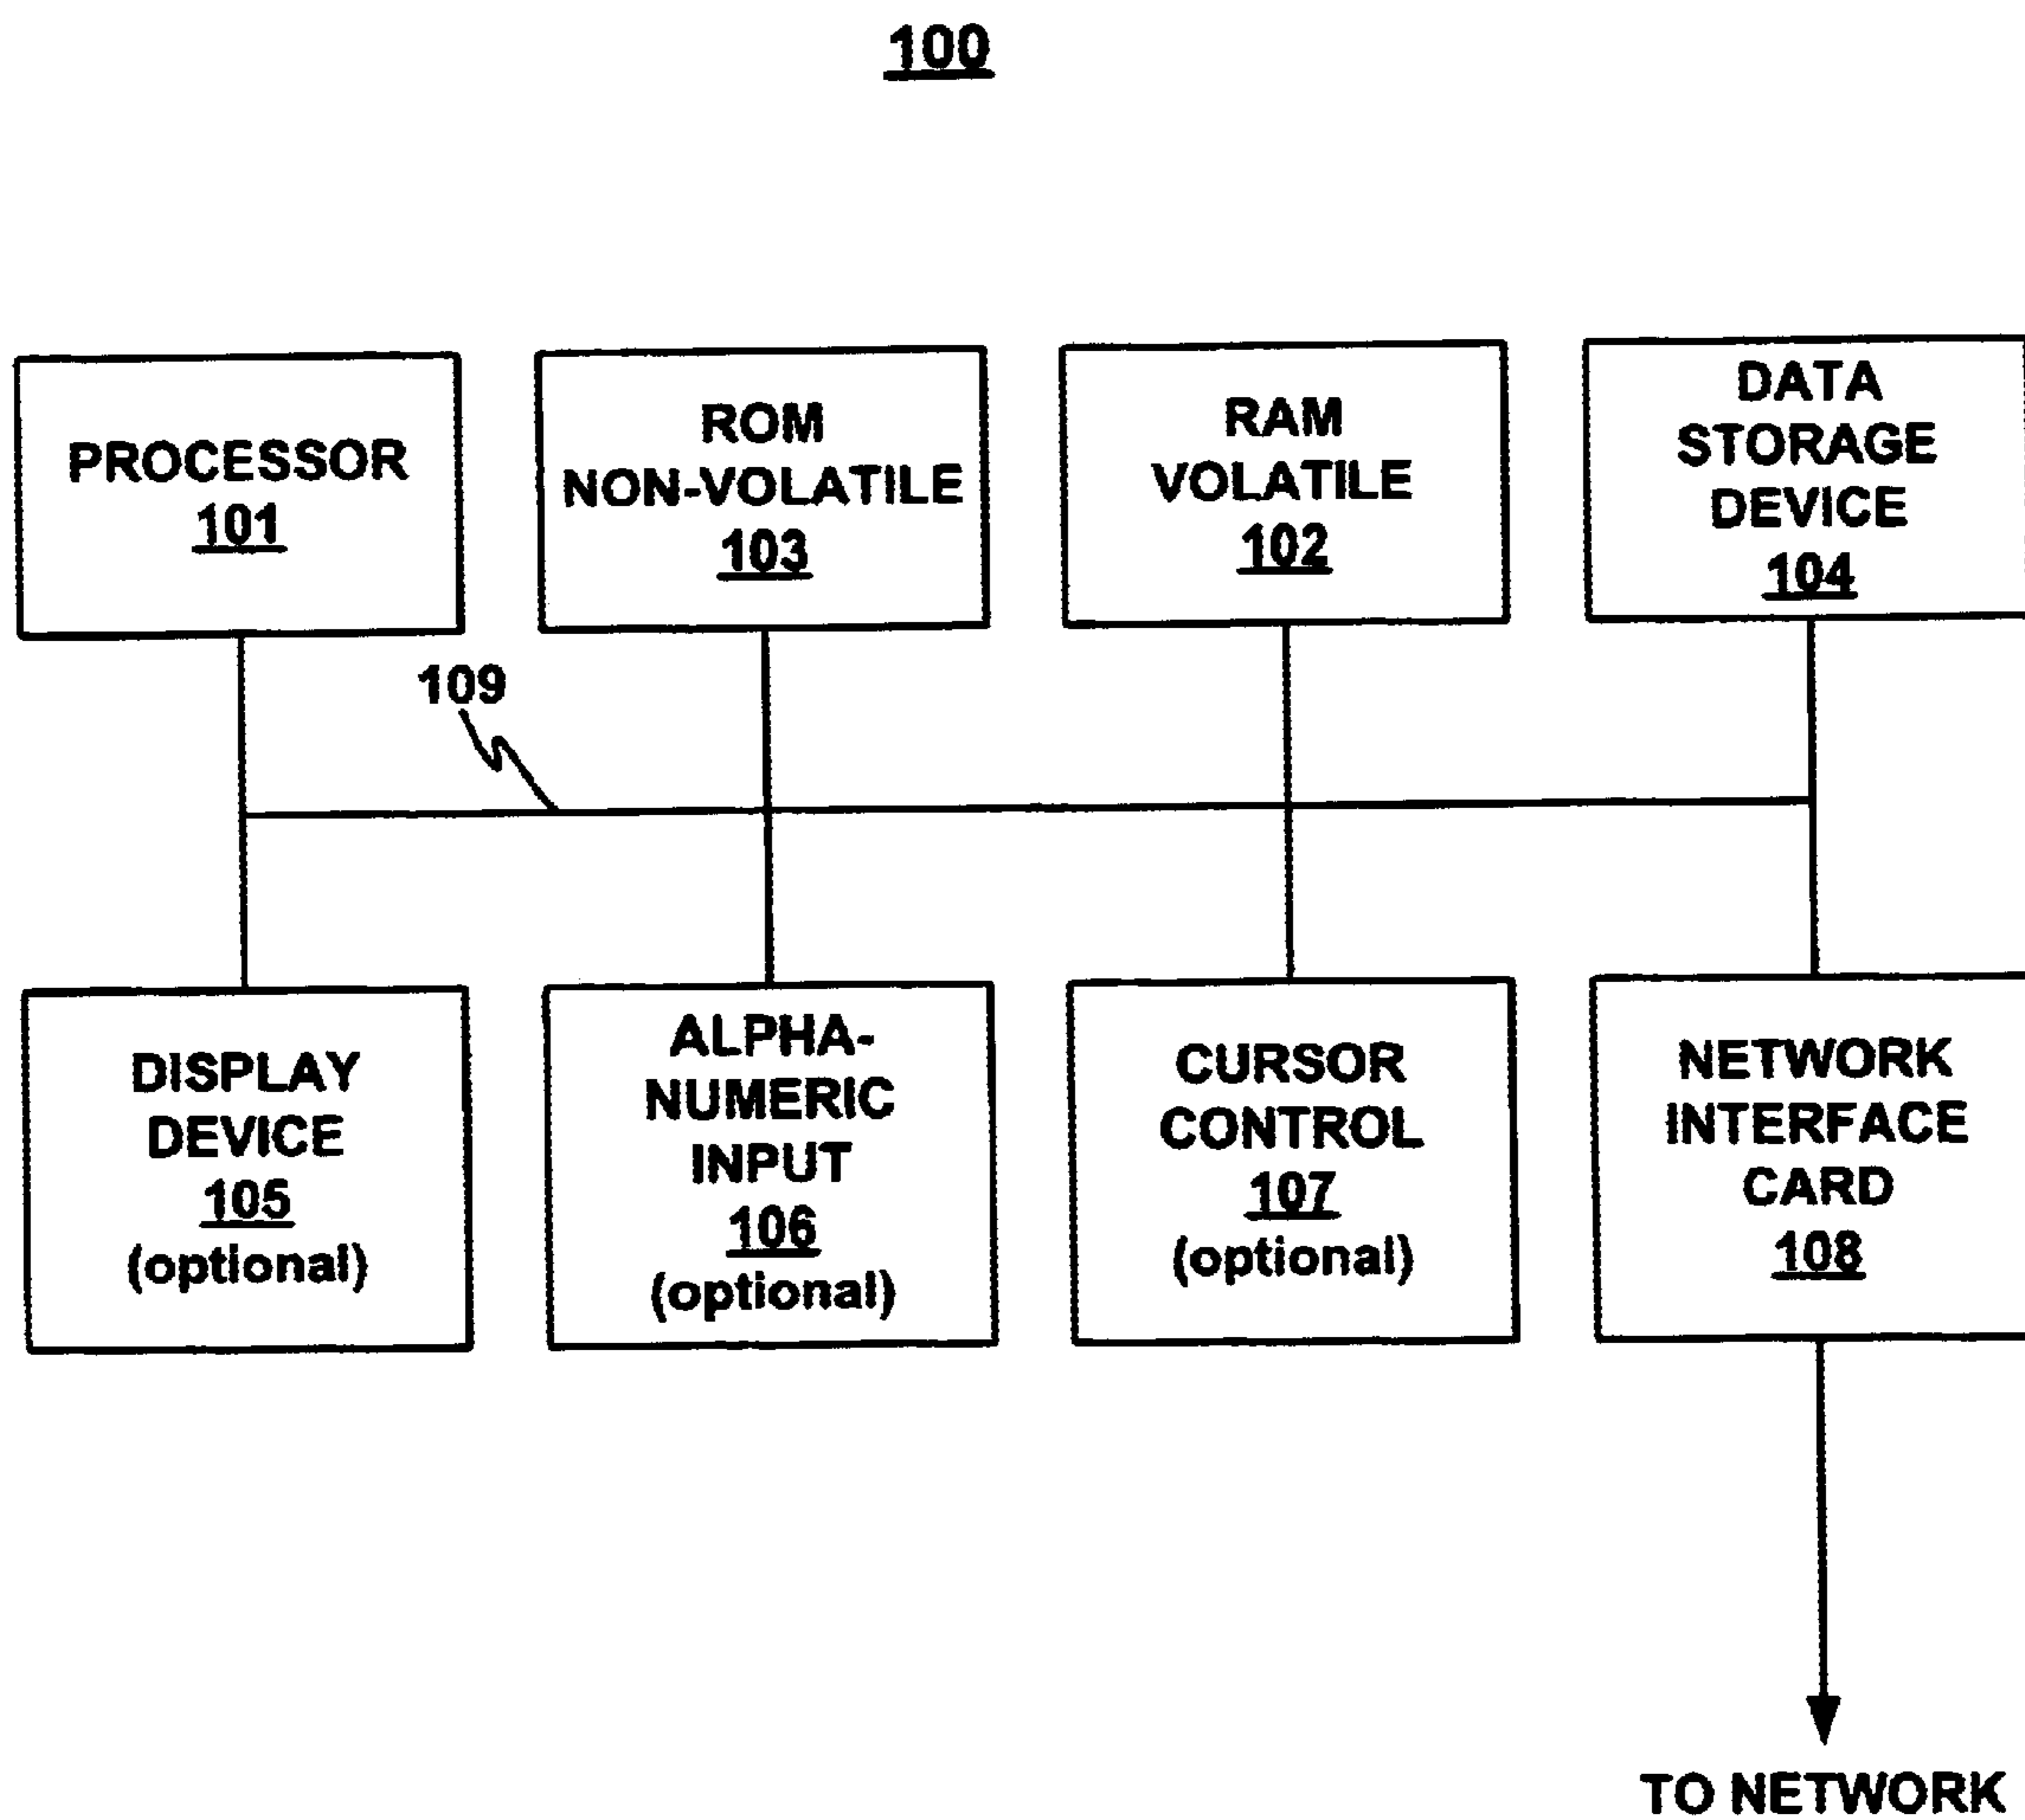 100
PROCESSOR
101
ROM
NON-VOLATILE
103
RAM
VOLATILE
102
DATA
STORAGE
DEVICE
104
109
DISPLAY
DEVICE
105
(optional)
ALPHA-
NUMERIC
INPUT
106
(optional)
CURSOR
CONTROL
107
(optional)
NETWORK
INTERFACE
CARD
108
TO NETWORK